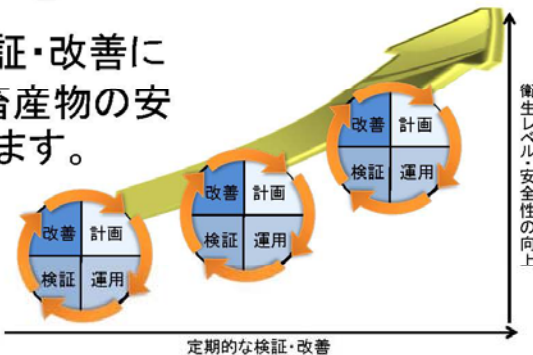 証・改善に
畜産物の安
ます。
改善 計画
検証 運用
改善 計画
検証 運用
改善 計画
検証 運用
衛生レベル・安全性の向上
定期的な検証・改善